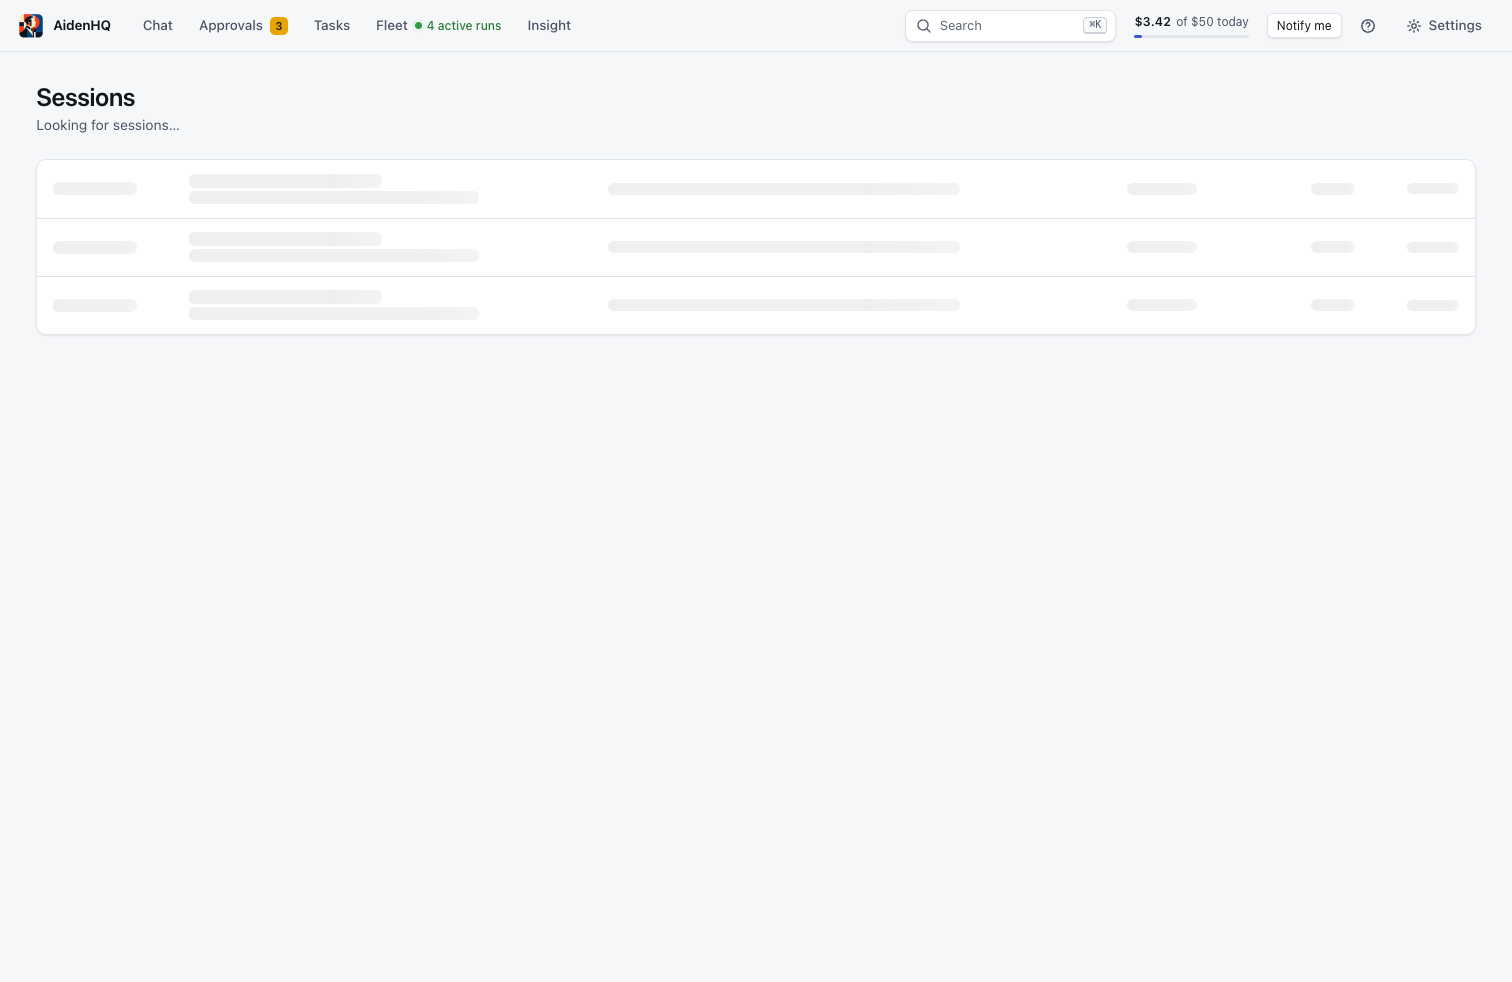 AidenHQ
Chat
Approvals 3
Tasks
Fleet 4 active runs
Insight
Search ⌘K
$3.42 of $50 today
Notify me
Settings
Sessions
Looking for sessions...